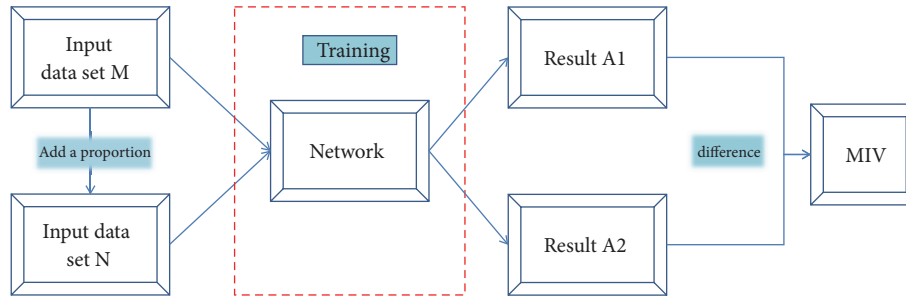 Input
data set M
Add a proportion
Input data
set N
Training
Network
Result A1
Result A2
difference
MIV